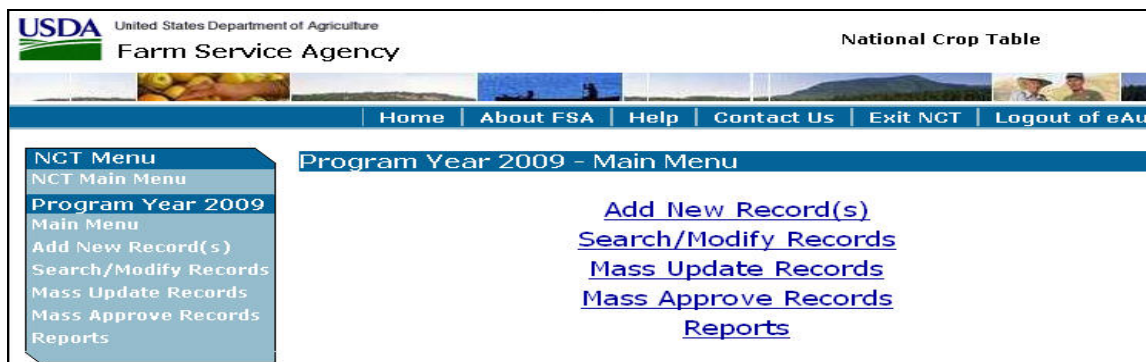 USDA United States Department of Agriculture
Farm Service Agency
National Crop Table
Home | About FSA | Help | Contact Us | Exit NCT | Logout of eAu
NCT Menu
NCT Main Menu
Program Year 2009
Main Menu
Add New Record(s)
Search/Modify Records
Mass Update Records
Mass Approve Records
Reports
Program Year 2009 - Main Menu
Add New Record(s)
Search/Modify Records
Mass Update Records
Mass Approve Records
Reports